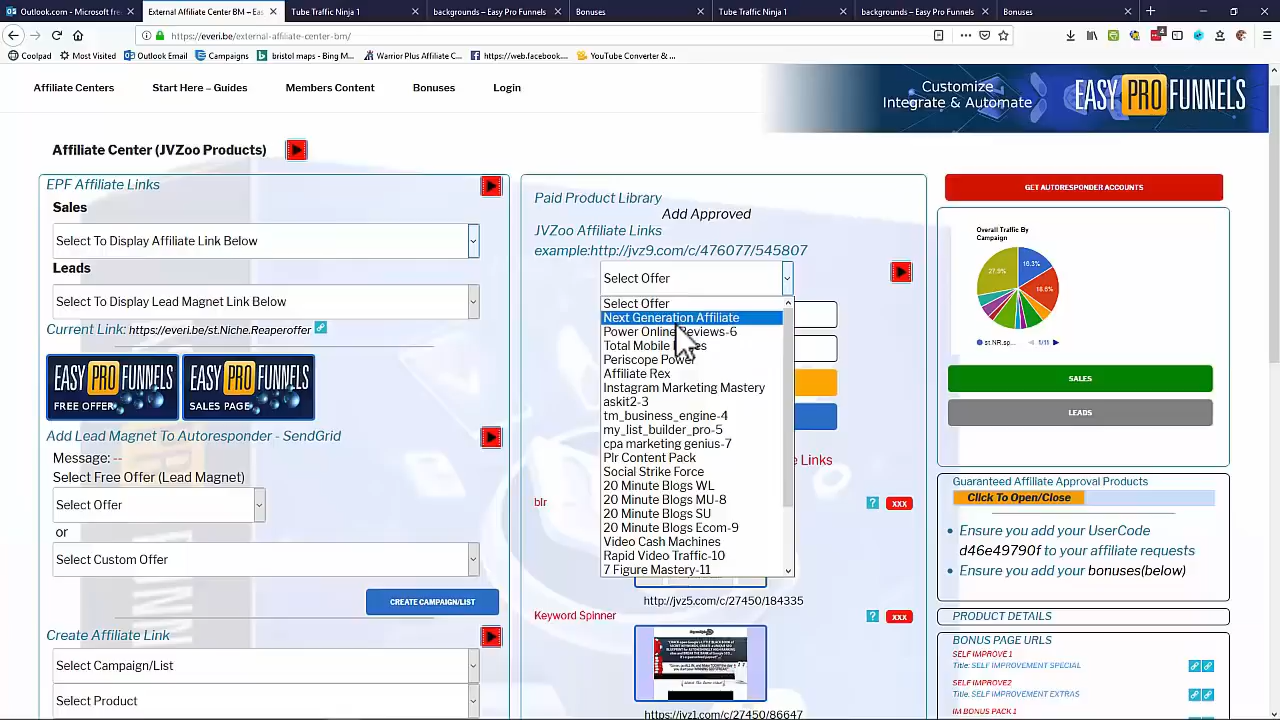 Outlook.com - Microsoft fre
External Affiliate Center BM – Eas
Tube Traffic Ninja 1
backgrounds – Easy Pro Funnels
Bonuses
Tube Traffic Ninja 1
backgrounds – Easy Pro Funnels
Bonuses
https://everi.be/external-affiliate-center-bm/
Coolpad
Most Visited
Outlook Email
Campaigns
bristol maps - Bing M...
Warrior Plus Affiliate C...
https://web.facebook....
YouTube Converter & ...
Affiliate Centers
Start Here – Guides
Members Content
Bonuses
Login
Customize
Integrate & Automate
EASY PRO FUNNELS
Affiliate Center (JVZoo Products)
EPF Affiliate Links
Sales
Select To Display Affiliate Link Below
Leads
Select To Display Lead Magnet Link Below
Current Link: https://everi.be/st.Niche.Reaperoffer
EASY PRO FUNNELS
FREE OFFER
EASY PRO FUNNELS
SALES PAGE
Add Lead Magnet To Autoresponder - SendGrid
Message: --
Select Free Offer (Lead Magnet)
Select Offer
or
Select Custom Offer
CREATE CAMPAIGN/LIST
Create Affiliate Link
Select Campaign/List
Select Product
Paid Product Library
Add Approved
JVZoo Affiliate Links
example:http://jvz9.com/c/476077/545807
Select Offer
Select Offer
Next Generation Affiliate
Power Online Reviews-6
Total Mobile
Periscope Power
Affiliate Rex
Instagram Marketing Mastery
askit2-3
tm_business_engine-4
my_list_builder_pro-5
cpa marketing genius-7
Plr Content Pack
Social Strike Force
20 Minute Blogs WL
20 Minute Blogs MU-8
20 Minute Blogs SU
20 Minute Blogs Ecom-9
Video Cash Machines
Rapid Video Traffic-10
7 Figure Mastery-11
e Links
blr
? xxx
http://jvz5.com/c/27450/184335
Keyword Spinner
? xxx
https://jvz1.com/c/27450/86647
GET AUTORESPONDER ACCOUNTS
Overall Traffic By
Campaign
27.9%
16.3%
18.6%
st.NR.sp...
1/11
SALES
LEADS
Guaranteed Affiliate Approval Products
Click To Open/Close
Ensure you add your UserCode
d46e49790f to your affiliate requests
Ensure you add your bonuses(below)
PRODUCT DETAILS
BONUS PAGE URLS
SELF IMPROVE 1
Title: SELF IMPROVEMENT SPECIAL
SELF IMPROVE2
Title: SELF IMPROVEMENT EXTRAS
IM BONUS PACK 1